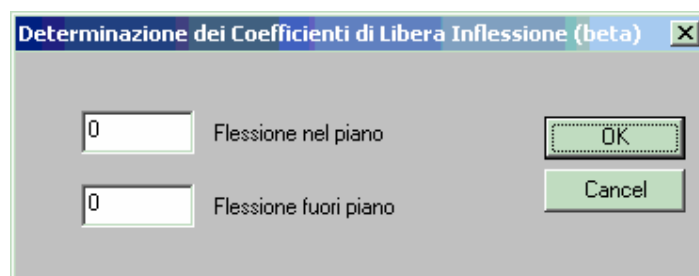 Determinazione dei Coefficienti di Libera Inflessione (beta)
0 Flessione nel piano
OK
0 Flessione fuori piano
Cancel